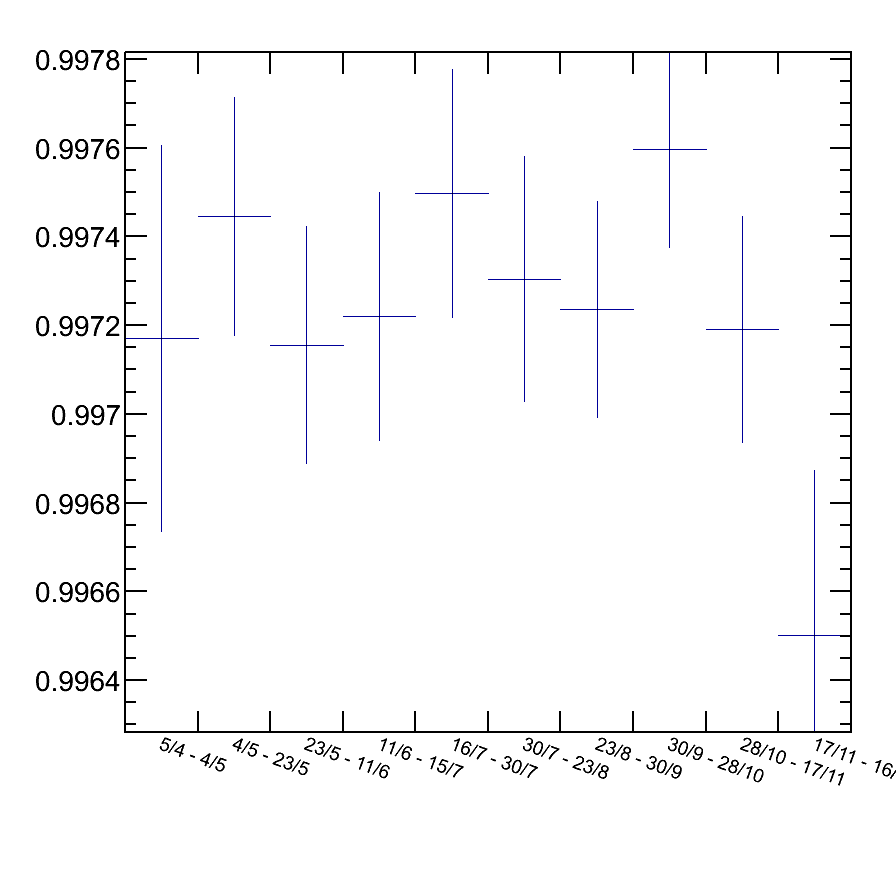 0.9978
0.9976
0.9974
0.9972
0.997
0.9968
0.9966
0.9964
5/4 - 4/5
4/5 - 23/5
23/5 - 11/6
11/6 - 15/7
16/7 - 30/7
30/7 - 23/8
23/8 - 30/9
30/9 - 28/10
28/10 - 17/11
17/11 - 16/